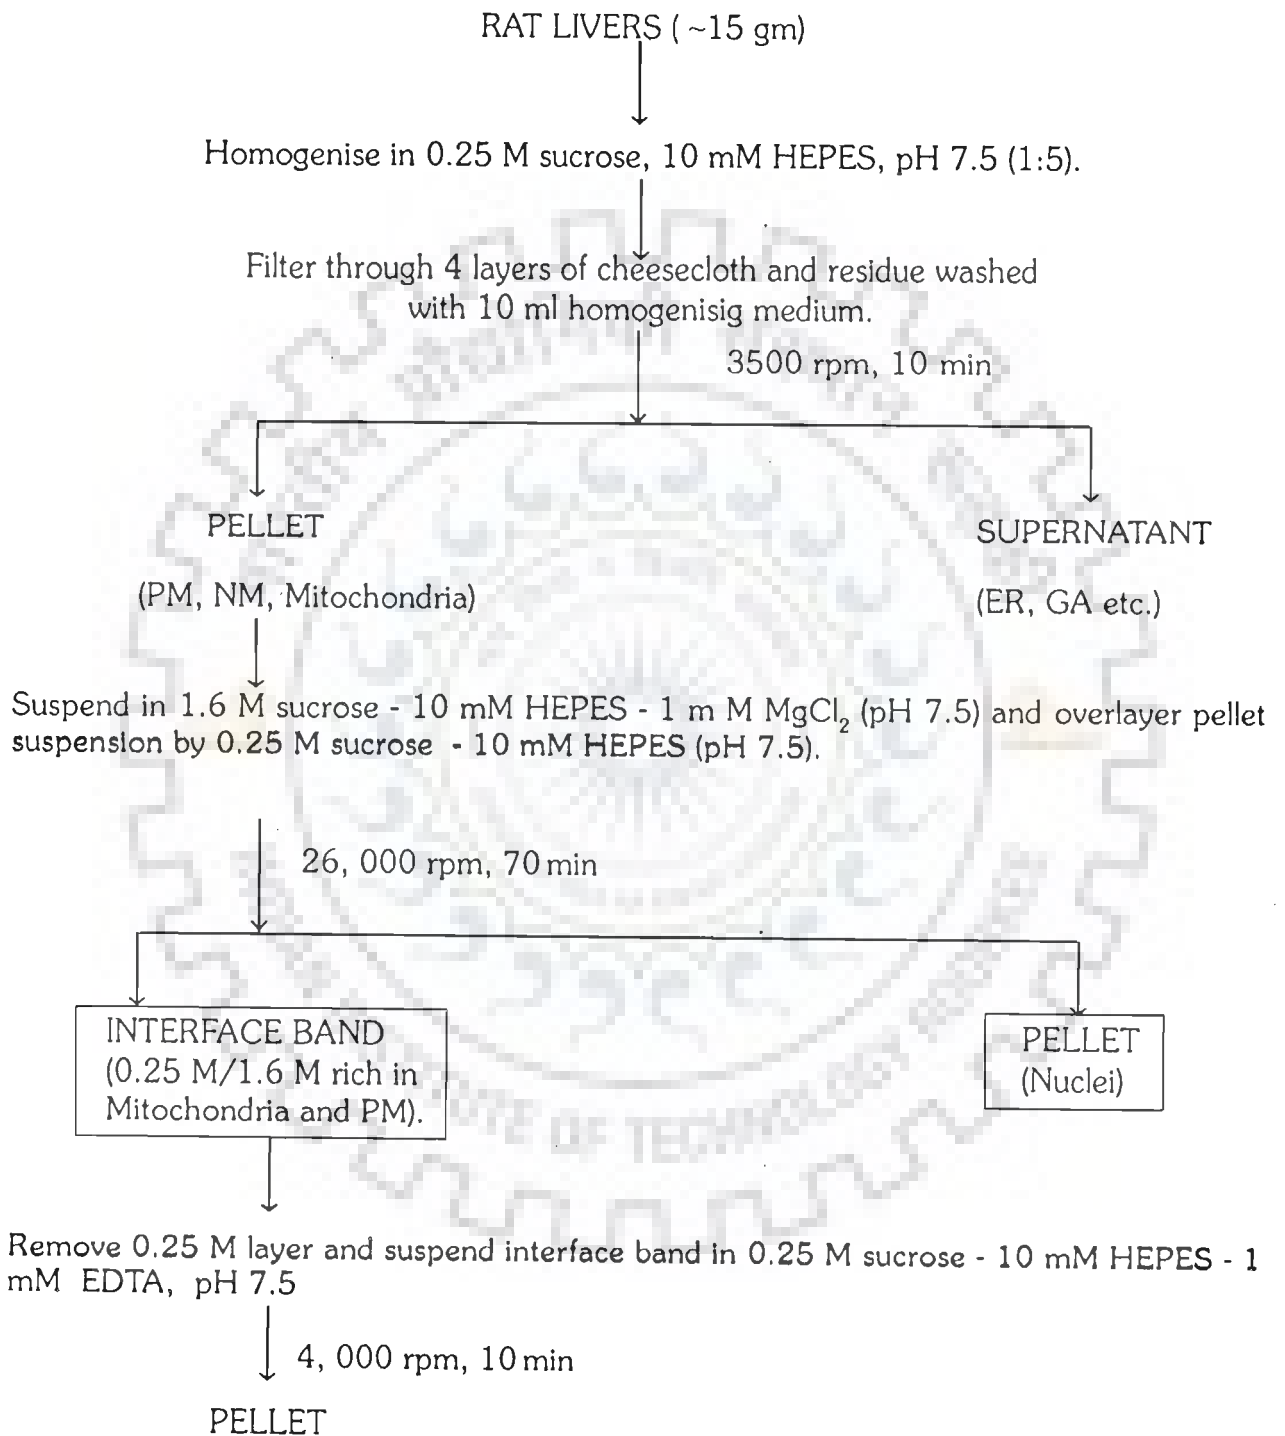 RAT LIVERS ( ~15 gm)
Homogenise in 0.25 M sucrose, 10 mM HEPES, pH 7.5 (1:5).
Filter through 4 layers of cheesecloth and residue washed
with 10 ml homogenisig medium.
3500 rpm, 10 min
PELLET
(PM, NM, Mitochondria)
SUPERNATANT
(ER, GA etc.)
Suspend in 1.6 M sucrose - 10 mM HEPES - 1 m M MgCl₂ (pH 7.5) and overlayer pellet
suspension by 0.25 M sucrose - 10 mM HEPES (pH 7.5).
26, 000 rpm, 70 min
INTERFACE BAND
(0.25 M/1.6 M rich in
Mitochondria and PM).
PELLET
(Nuclei)
Remove 0.25 M layer and suspend interface band in 0.25 M sucrose - 10 mM HEPES - 1
mM EDTA, pH 7.5
4, 000 rpm, 10 min
PELLET